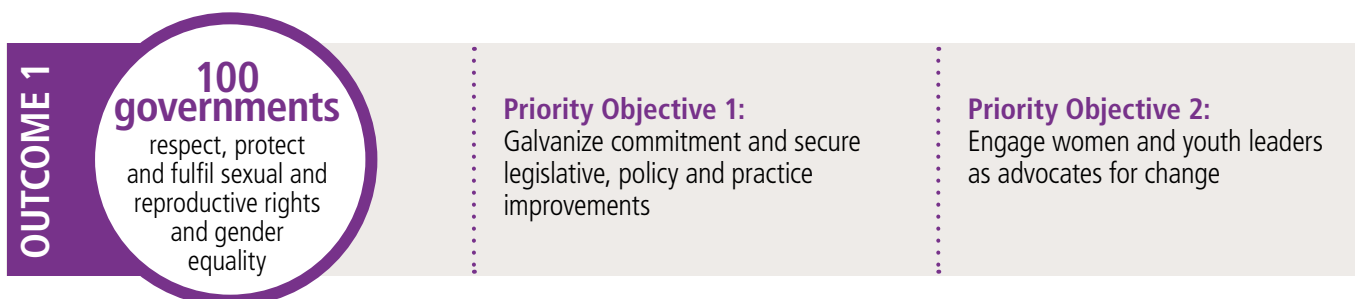 OUTCOME 1
100
governments
respect, protect
and fulfil sexual and
reproductive rights
and gender
equality
Priority Objective 1:
Galvanize commitment and secure
legislative, policy and practice
improvements
Priority Objective 2:
Engage women and youth leaders
as advocates for change